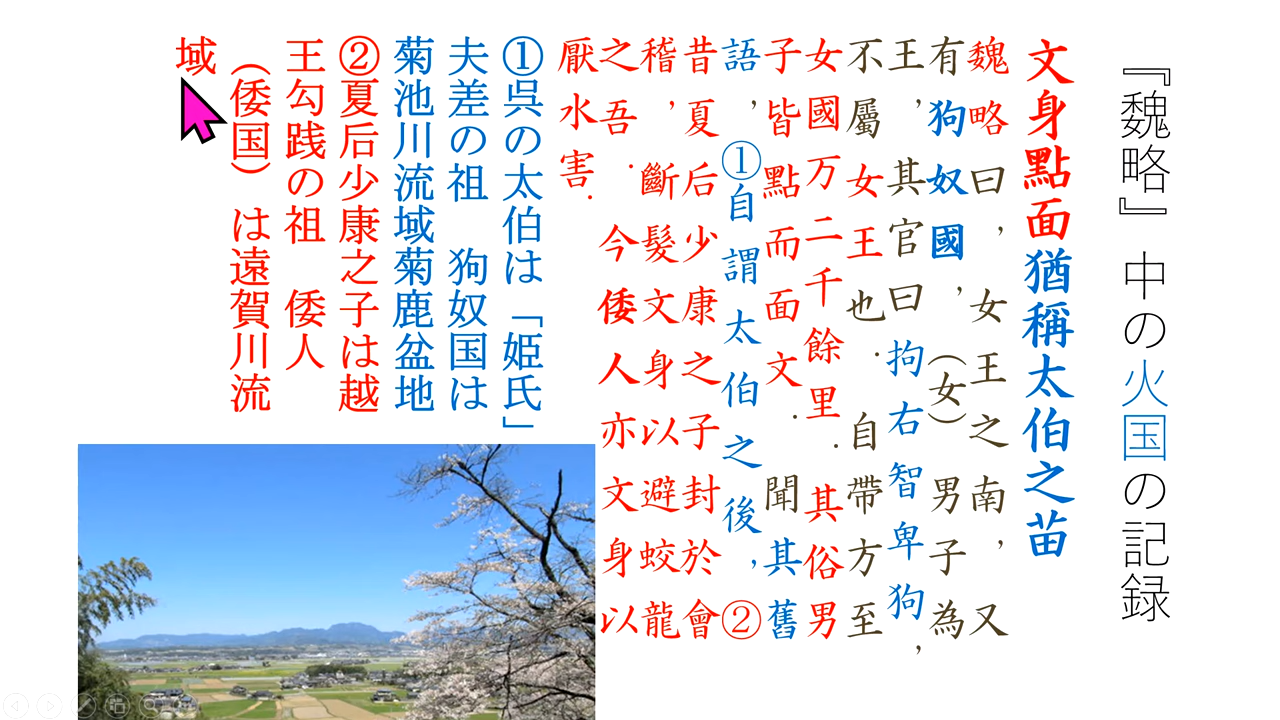 『魏略』中の火国の記録
文身點面猶稱太伯之苗
魏略曰，女王之南，又
有狗奴國，（女）男子為
王，其官曰拘右智卑狗，
不屬女王也．自帶方至
女國万二千餘里．其俗男
子皆點而面文．聞其舊
語，①自謂太伯之後，②
昔夏后少康之子封於會
稽，斷髮文身以避蛟龍
之吾．今倭人亦文身以
厭水害．
①呉の太伯は「姫氏」
夫差の祖　狗奴国は
菊池川流域菊鹿盆地
②夏后少康之子は越
王勾践の祖　倭人
（倭国）は遠賀川流
域